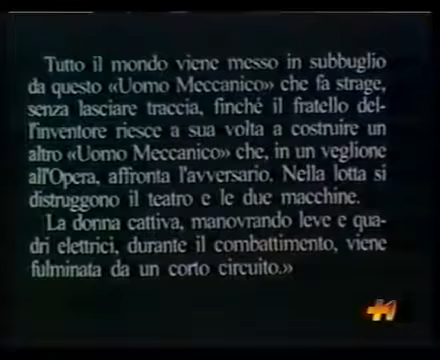 Tutto il mondo viene messo in subbuglio
da questo «Uomo Meccanico» che fa strage,
senza lasciare traccia, finché il fratello del-
l'inventore riesce a sua volta a costruire un
altro «Uomo Meccanico» che, in un veglione
all'Opera, affronta l'avversario. Nella lotta si
distruggono il teatro e le due macchine.
La donna cattiva, manovrando leve e qua-
dri elettrici, durante il combattimento, viene
fulminata da un corto circuito.»
+1